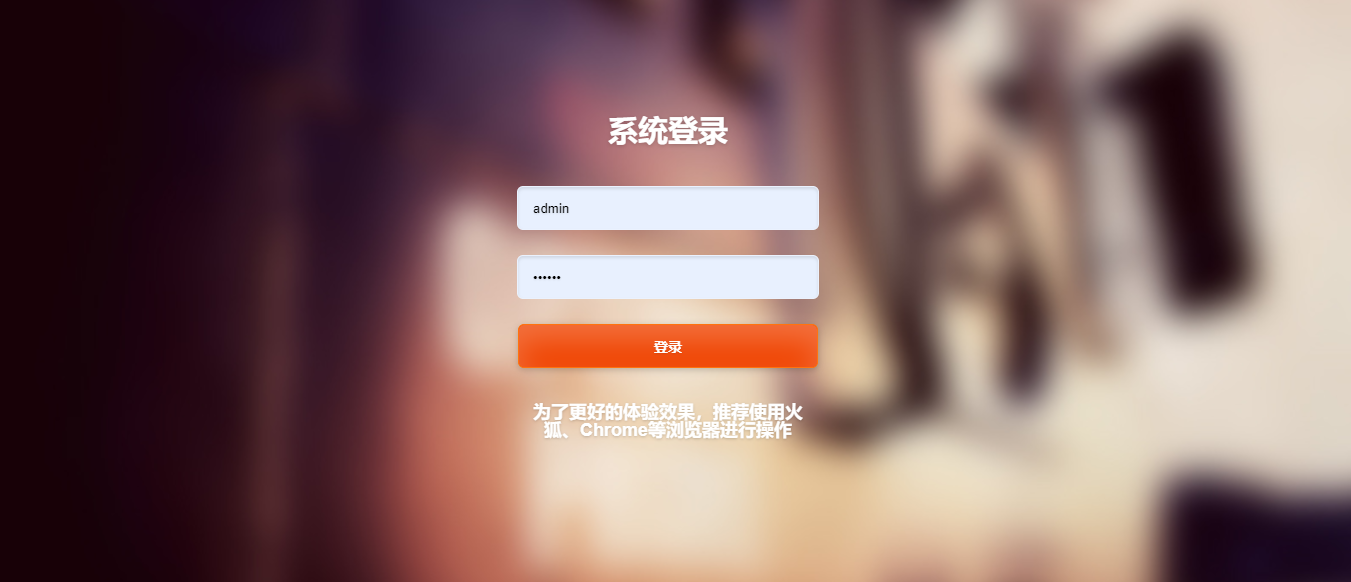 系统登录
admin
••••••
登录
为了更好的体验效果，推荐使用火
狐、Chrome等浏览器进行操作